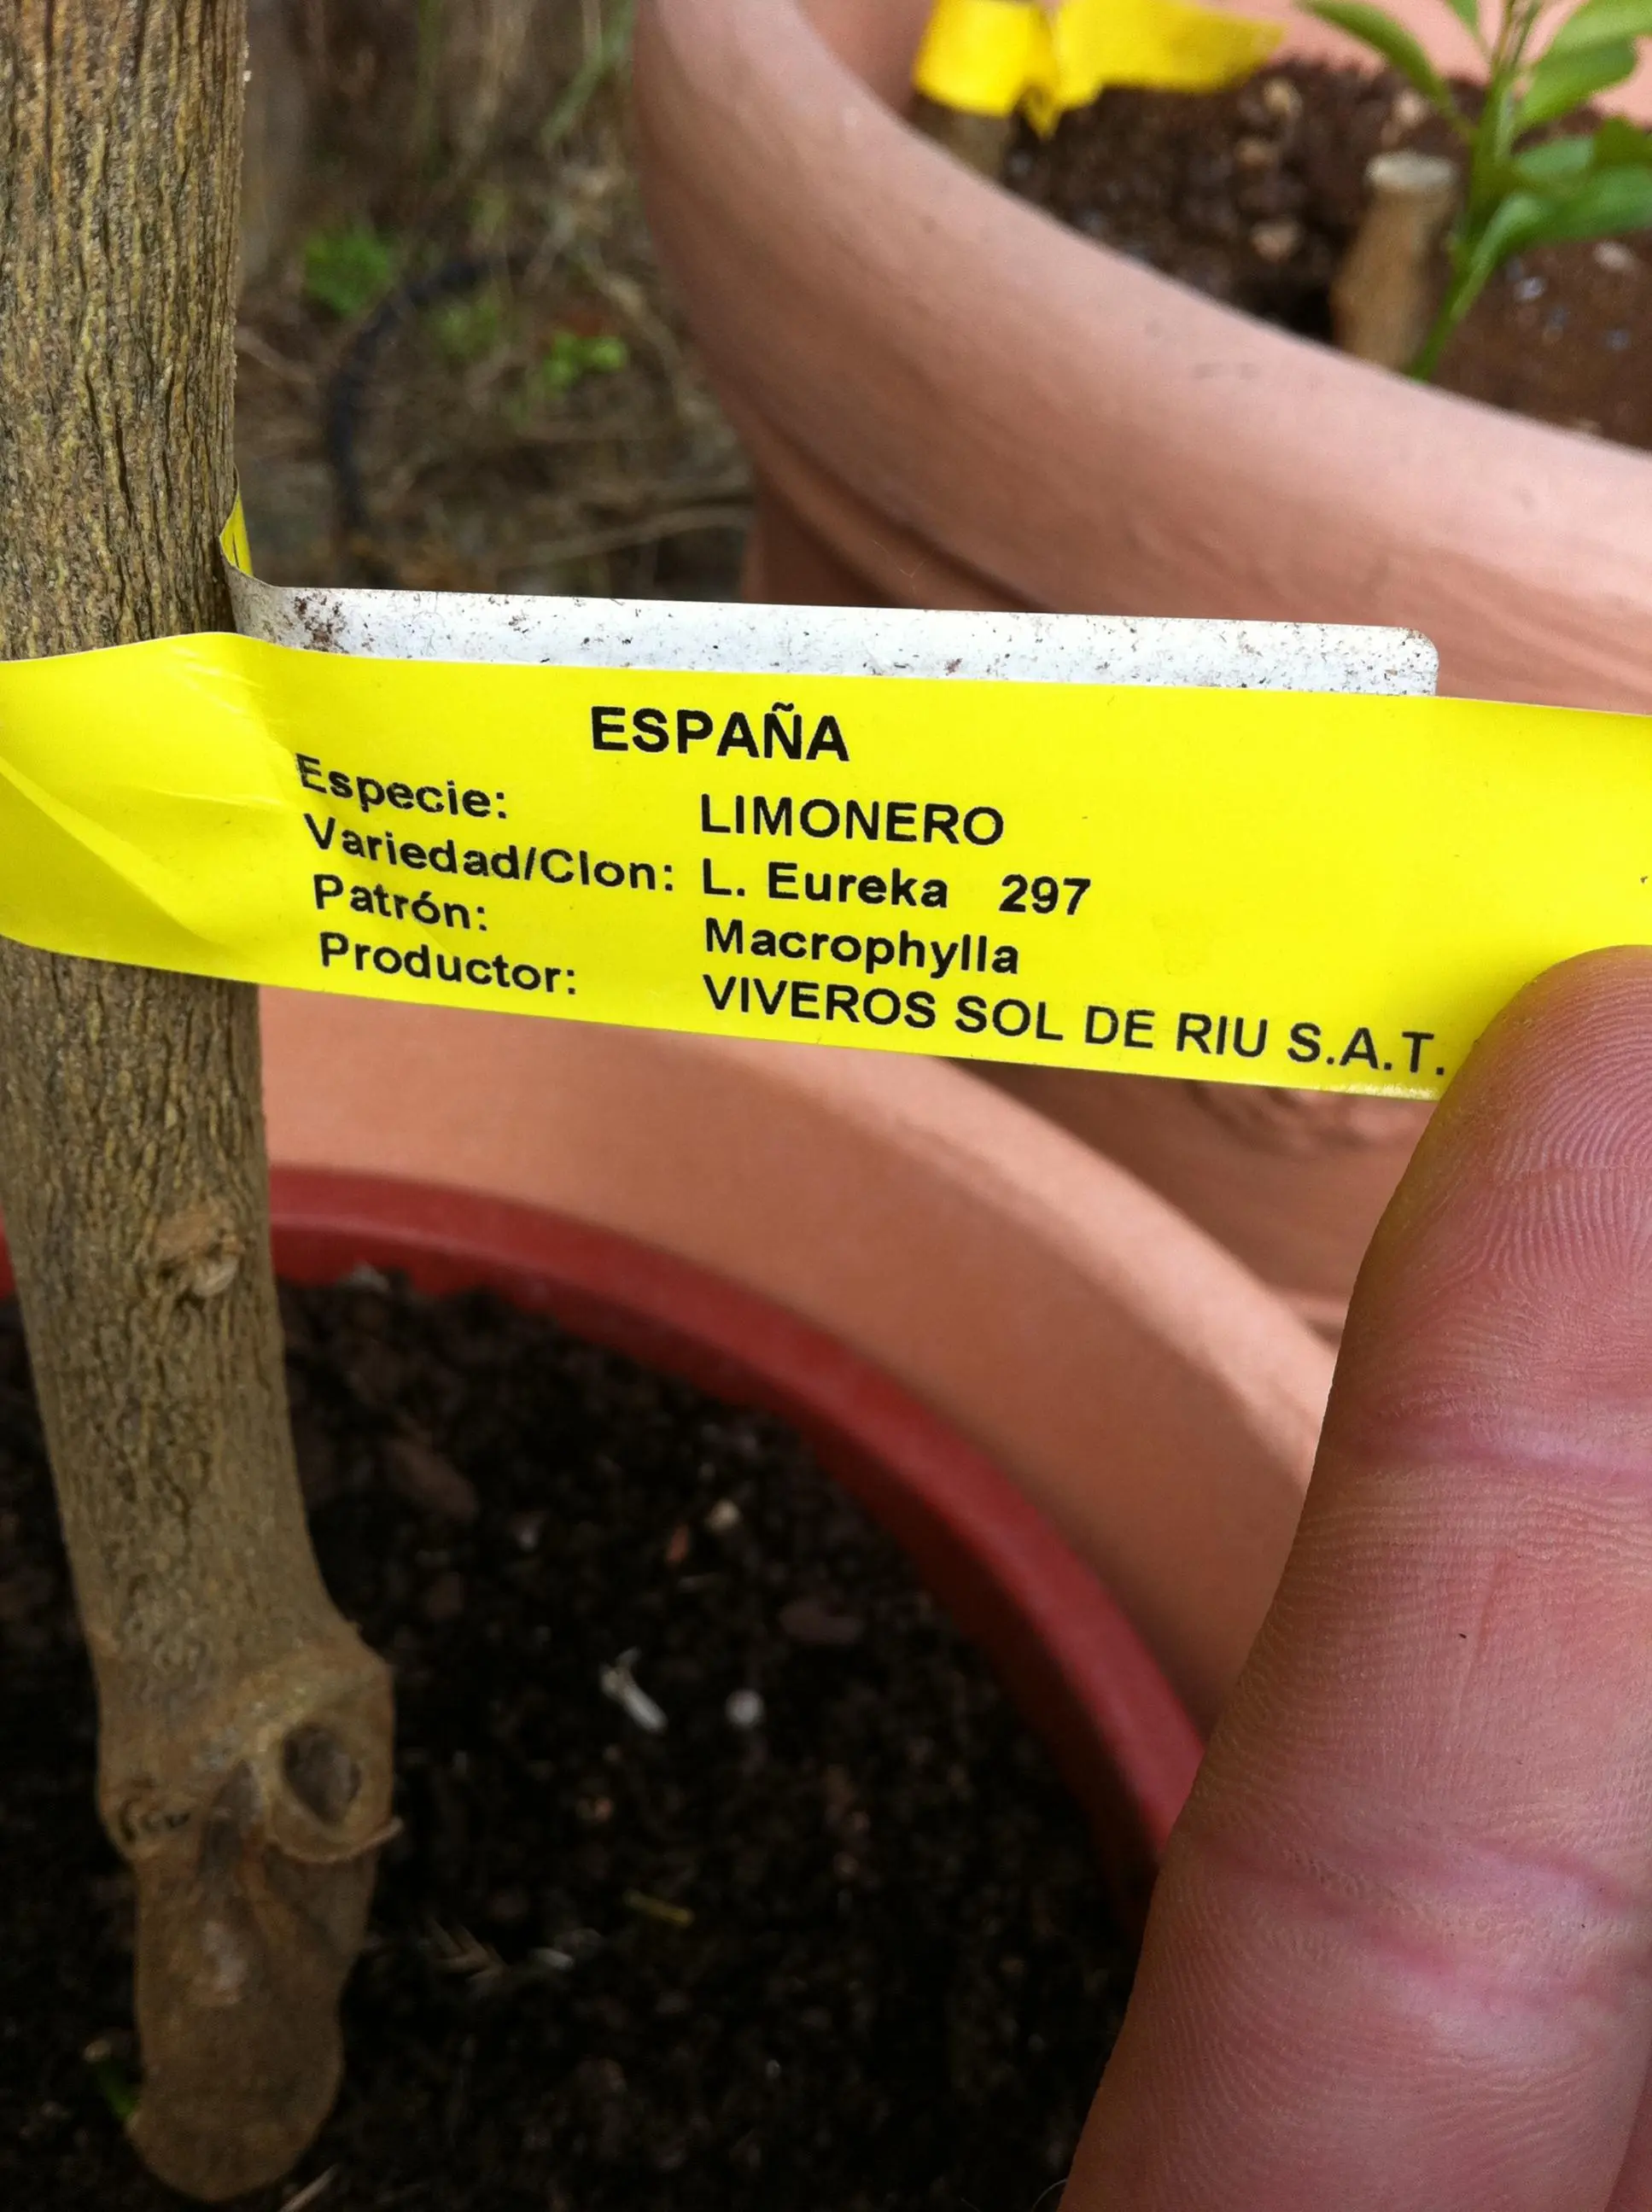 ESPAÑA
Especie: LIMONERO
Variedad/Clon: L. Eureka 297
Patrón: Macrophylla
Productor: VIVEROS SOL DE RIU S.A.T.